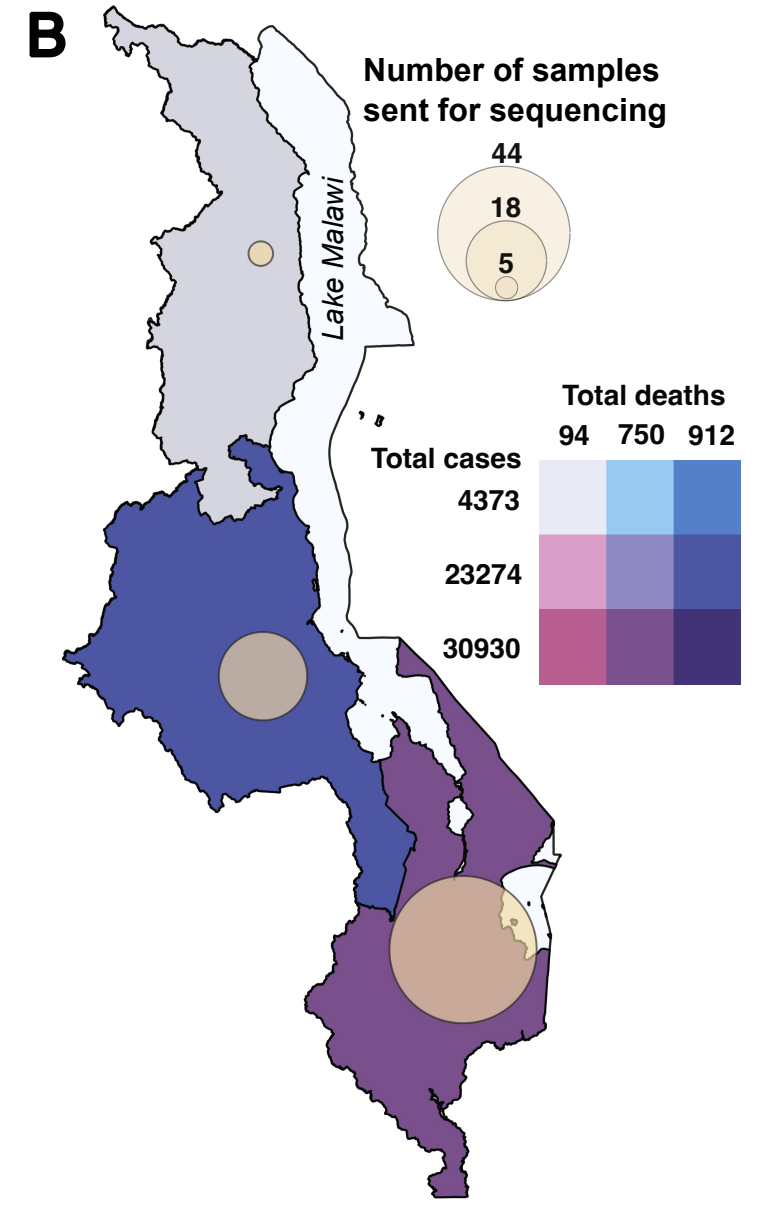 B
Number of samples
sent for sequencing
44
18
5
Lake Malawi
Total deaths
94 750 912
Total cases
4373
23274
30930